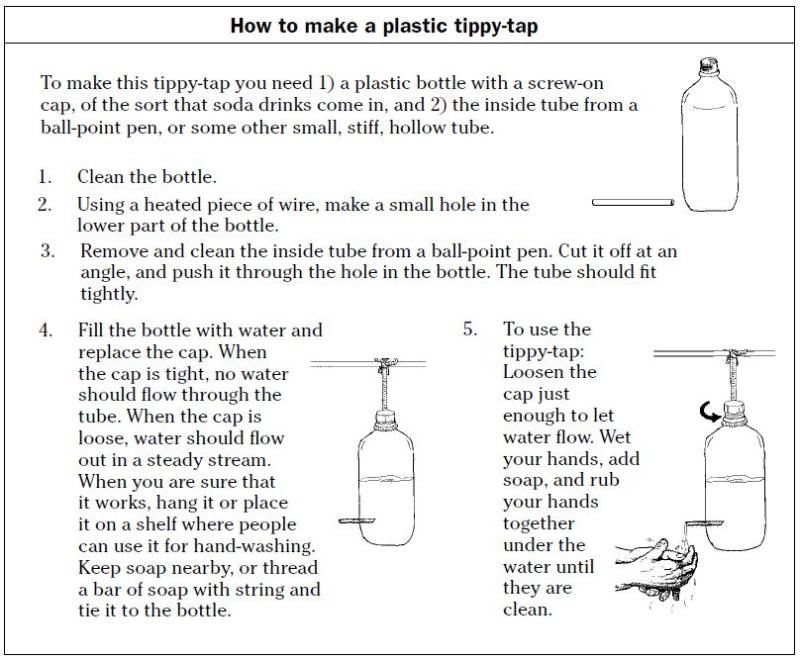 How to make a plastic tippy-tap
To make this tippy-tap you need 1) a plastic bottle with a screw-on
cap, of the sort that soda drinks come in, and 2) the inside tube from a
ball-point pen, or some other small, stiff, hollow tube.
1. Clean the bottle.
2. Using a heated piece of wire, make a small hole in the
lower part of the bottle.
3. Remove and clean the inside tube from a ball-point pen. Cut it off at an
angle, and push it through the hole in the bottle. The tube should fit
tightly.
4. Fill the bottle with water and
replace the cap. When
the cap is tight, no water
should flow through the
tube. When the cap is
loose, water should flow
out in a steady stream.
When you are sure that
it works, hang it or place
it on a shelf where people
can use it for hand-washing.
Keep soap nearby, or thread
a bar of soap with string and
tie it to the bottle.
5. To use the
tippy-tap:
Loosen the
cap just
enough to let
water flow. Wet
your hands, add
soap, and rub
your hands
together
under the
water until
they are
clean.